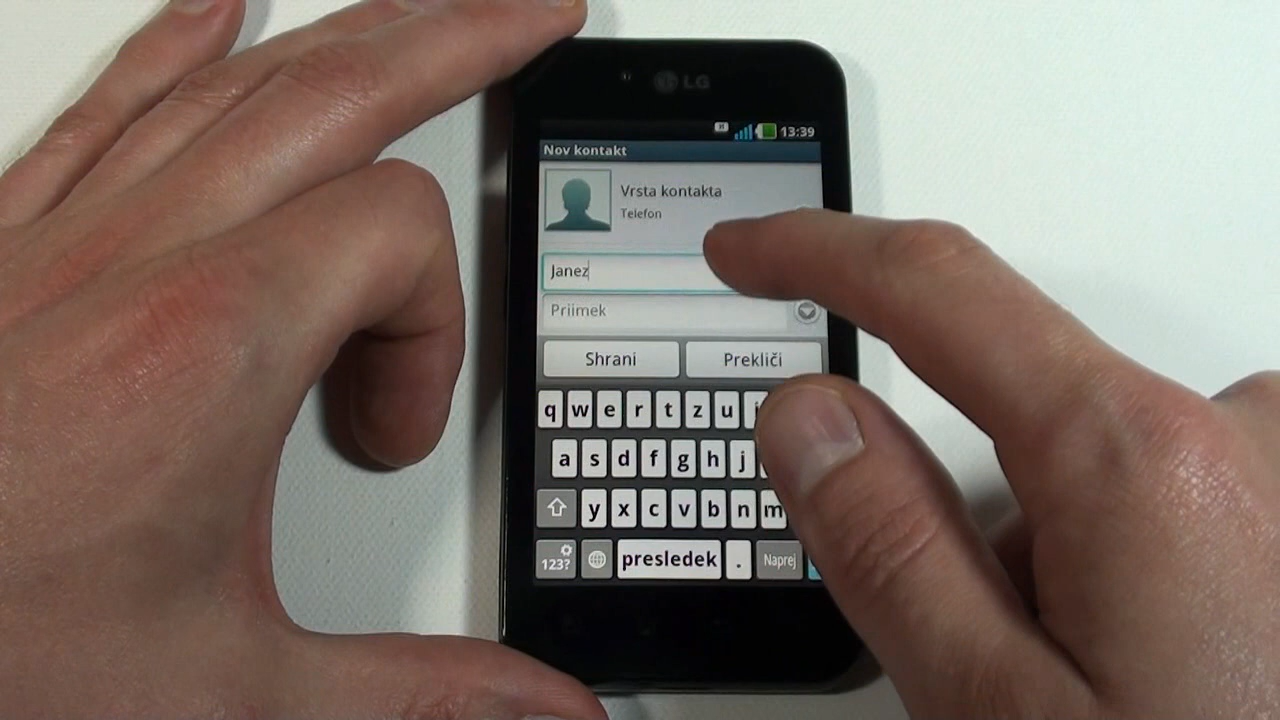 LG
13:39
Nov kontakt
Vrsta kontakta
Telefon
Janez
Priimek
Shrani Prekliči
q w e r t z u i
a s d f g h j
y x c v b n m
123? presledek . Naprej